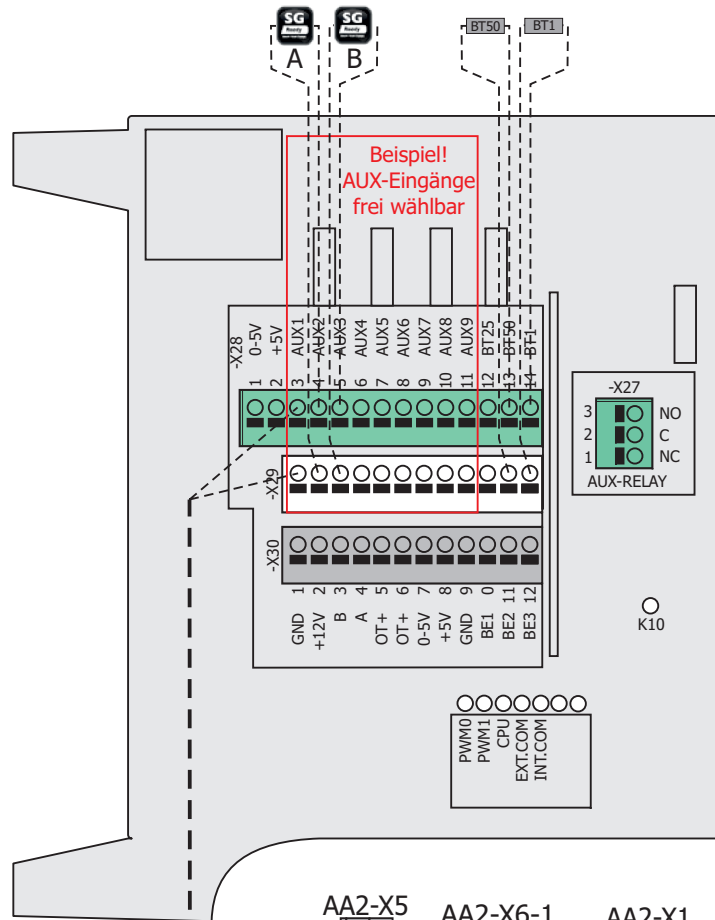 SG
Ready
A
SG
Ready
B
BT50
BT1
Beispiel!
AUX-Eingänge
frei wählbar
-X28
0-5V
+5V
AUX1
AUX2
AUX3
AUX4
AUX5
AUX6
AUX7
AUX8
AUX9
BT25
BT50
BT1
1
2
3
4
5
6
7
8
9
10
11
12
13
14
-X27
3 NO
2 C
1 NC
AUX-RELAY
-X29
-X30
1
2
3
4
5
6
7
8
9
0
11
12
GND
+12V
B
A
OT+
OT+
0-5V
+5V
GND
BE1
BE2
BE3
K10
PWM0
PWM1
CPU
EXT.COM
INT.COM
AA2-X5
AA2-X6-1
AA2-X1